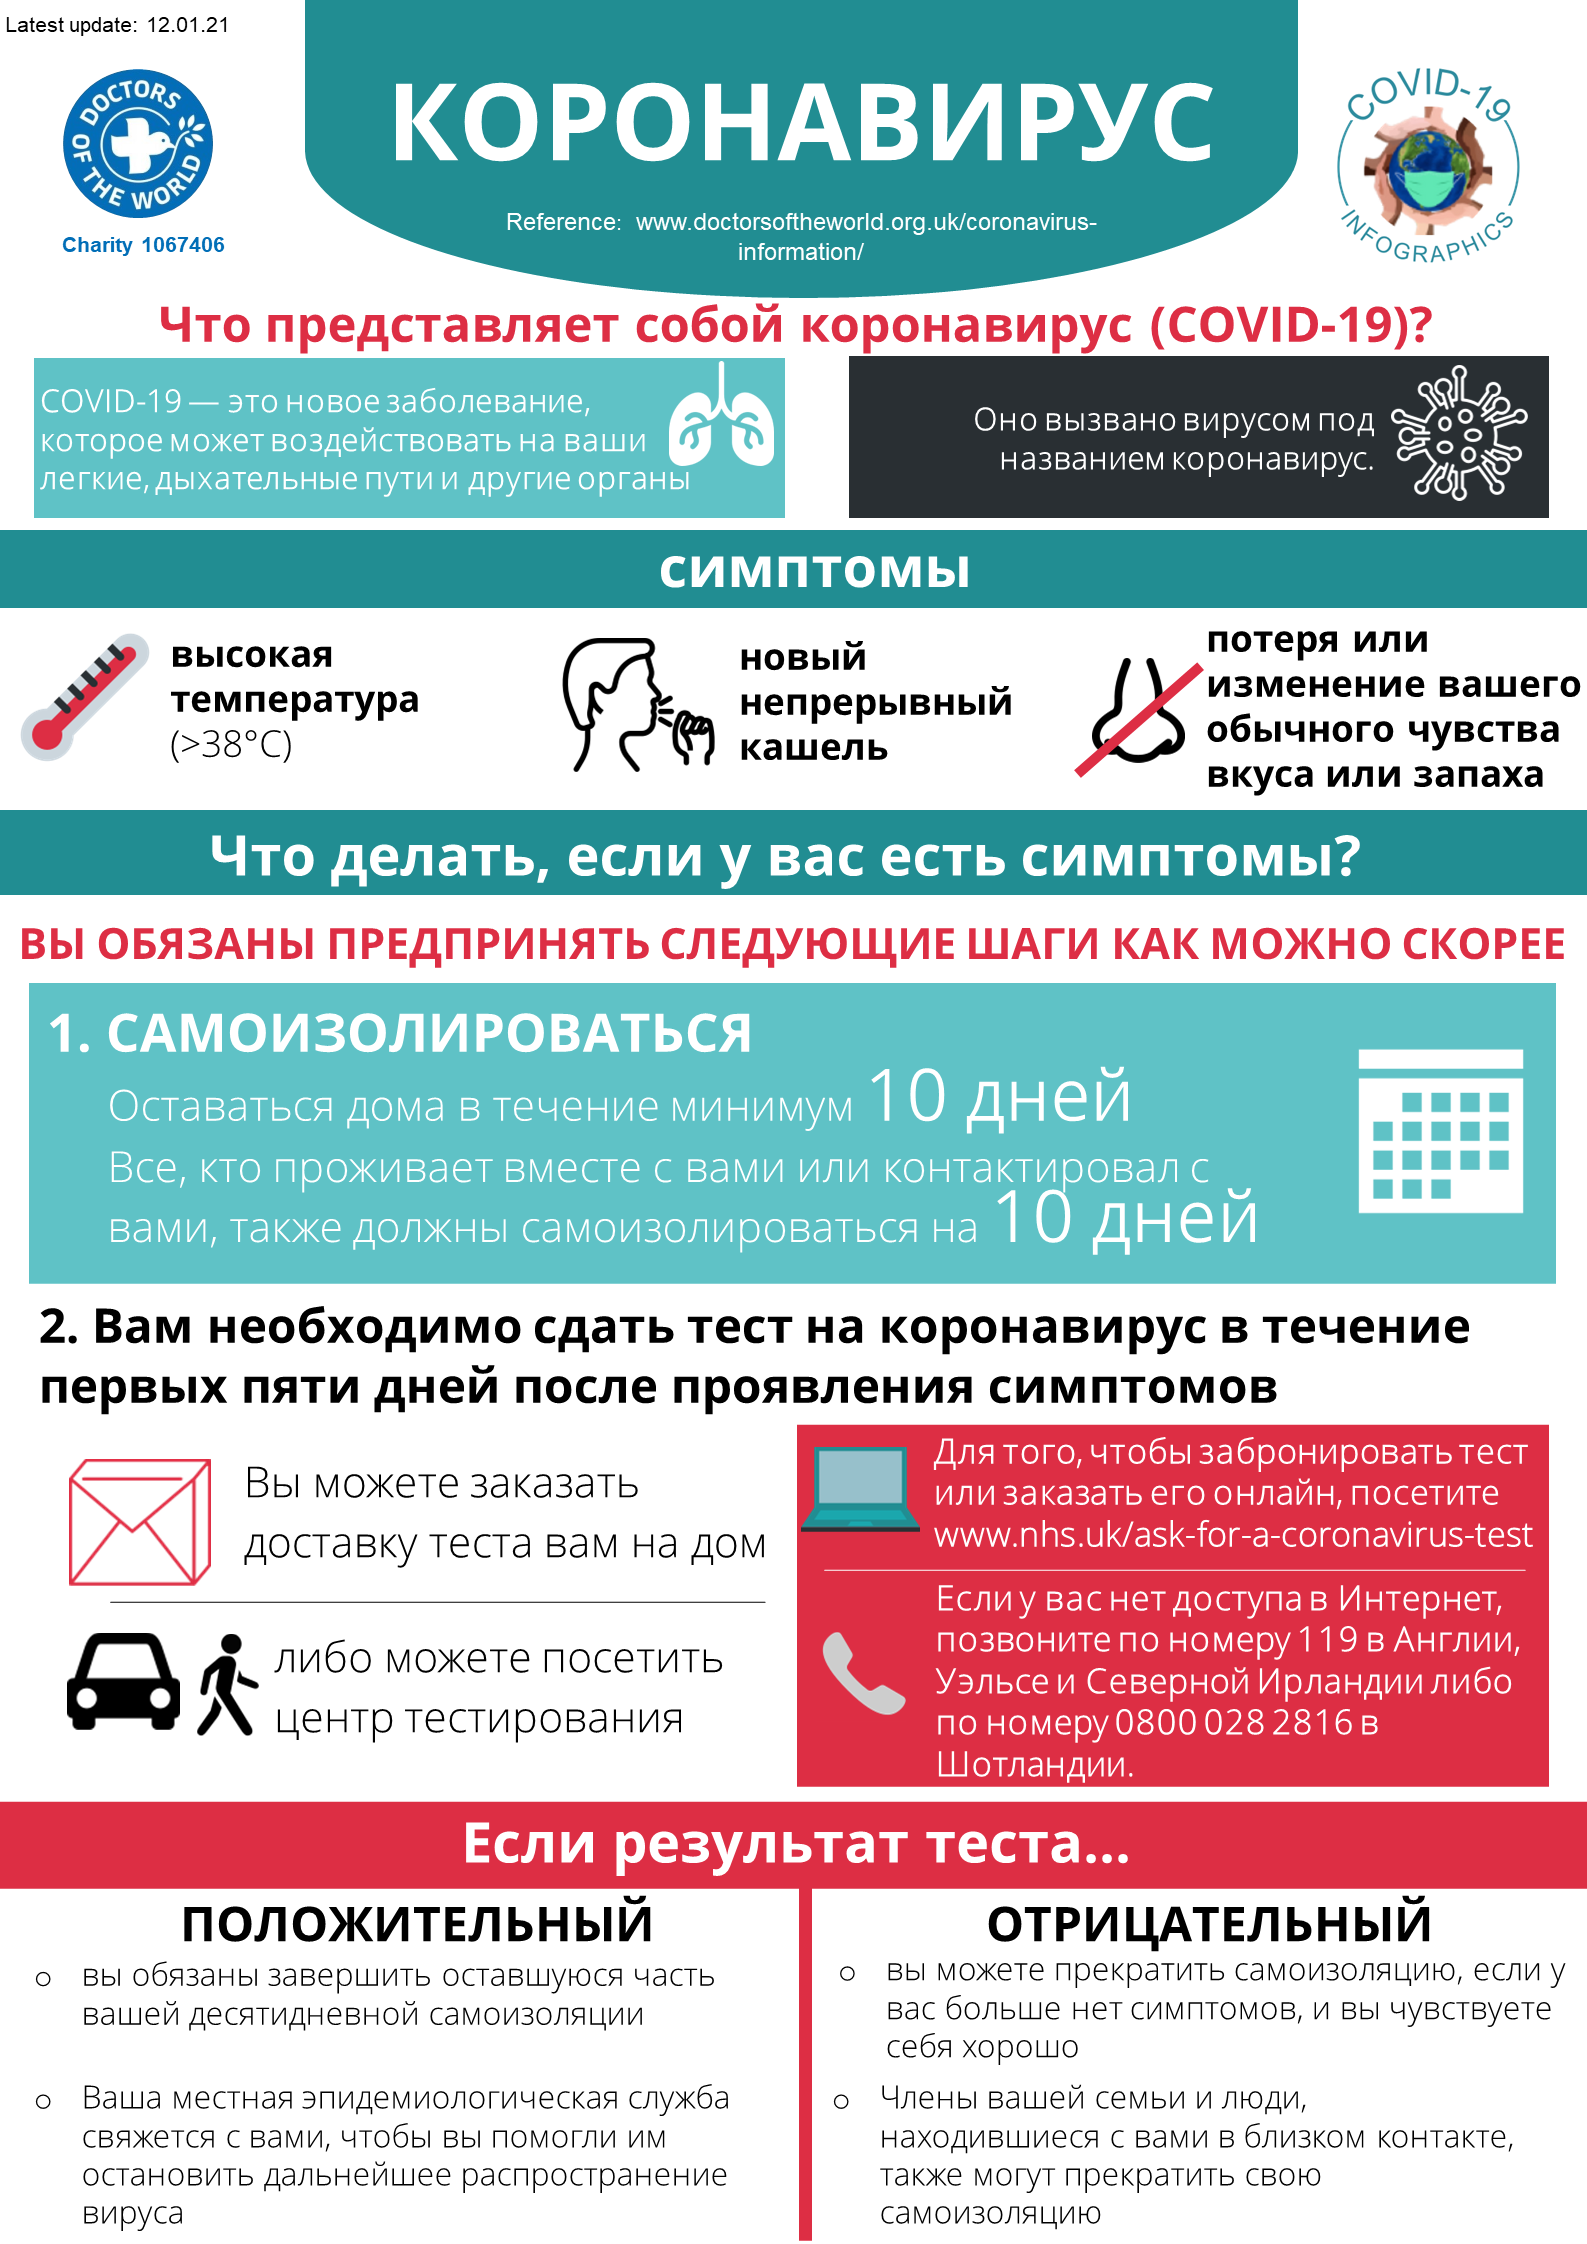 Latest update: 12.01.21
DOCTORS
OF THE WORLD
Charity 1067406
КОРОНАВИРУС
Reference: www.doctorsoftheworld.org.uk/coronavirus-
information/
COVID-19
INFOGRAPHICS
Что представляет собой коронавирус (COVID-19)?
COVID-19 — это новое заболевание,
которое может воздействовать на ваши
легкие, дыхательные пути и другие органы
Оно вызвано вирусом под
названием коронавирус.
симптомы
высокая
температура
(>38°C)
новый
непрерывный
кашель
потеря или
изменение вашего
обычного чувства
вкуса или запаха
Что делать, если у вас есть симптомы?
ВЫ ОБЯЗАНЫ ПРЕДПРИНЯТЬ СЛЕДУЮЩИЕ ШАГИ КАК МОЖНО СКОРЕЕ
1. САМОИЗОЛИРОВАТЬСЯ
Оставаться дома в течение минимум 10 дней
Все, кто проживает вместе с вами или контактировал с
вами, также должны самоизолироваться на 10 дней
2. Вам необходимо сдать тест на коронавирус в течение
первых пяти дней после проявления симптомов
Вы можете заказать
доставку теста вам на дом
либо можете посетить
центр тестирования
Для того, чтобы забронировать тест
или заказать его онлайн, посетите
www.nhs.uk/ask-for-a-coronavirus-test
Если у вас нет доступа в Интернет,
позвоните по номеру 119 в Англии,
Уэльсе и Северной Ирландии либо
по номеру 0800 028 2816 в
Шотландии.
Если результат теста...
ПОЛОЖИТЕЛЬНЫЙ
o вы обязаны завершить оставшуюся часть
вашей десятидневной самоизоляции
o Ваша местная эпидемиологическая служба
свяжется с вами, чтобы вы помогли им
остановить дальнейшее распространение
вируса
ОТРИЦАТЕЛЬНЫЙ
o вы можете прекратить самоизоляцию, если у
вас больше нет симптомов, и вы чувствуете
себя хорошо
o Члены вашей семьи и люди,
находившиеся с вами в близком контакте,
также могут прекратить свою
самоизоляцию